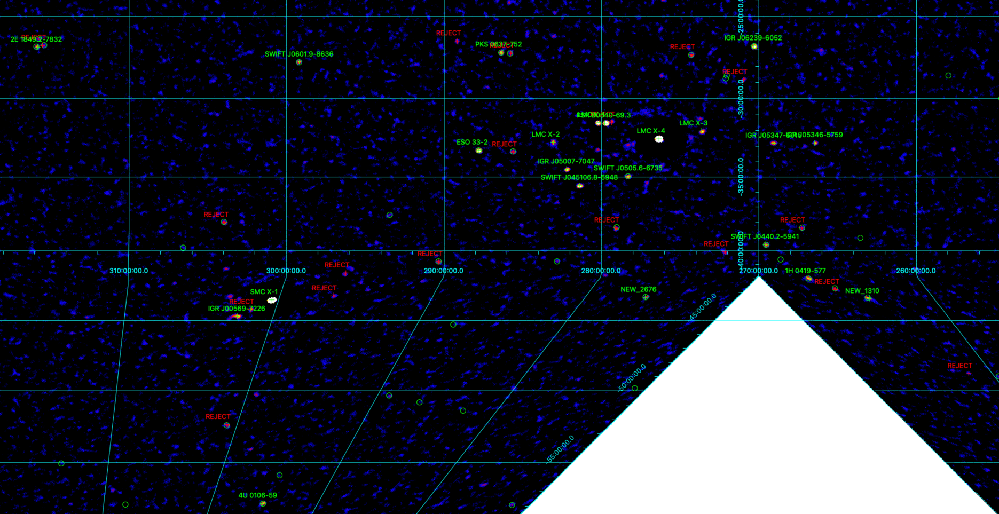 -25:00:00.0
REJECT
REJECT
2E 1849.2-7832
PKS 0637-752
REJECT
IGR J06239-6052
REJECT
SWIFT J0601.9-8636
REJECT
-30:00:00.0
PSR B0540-69.3
LMC X-2
LMC X-4
LMC X-3
IGR J05346-5759
ESO 33-2
REJECT
IGR J05007-7047
SWIFT J0505.6-6735
SWIFT J045106.8-6948
-35:00:00.0
REJECT
REJECT
REJECT
SWIFT J0440.2-5941
REJECT
REJECT
-40:00:00.0
REJECT
310:00:00.0
300:00:00.0
290:00:00.0
280:00:00.0
270:00:00.0
1H 0419-577
260:00:00.0
REJECT
REJECT
SMC X-1
NEW_2676
NEW_1310
REJECT
IGR J00569-7226
-45:00:00.0
REJECT
-50:00:00.0
REJECT
-55:00:00.0
4U 0106-59